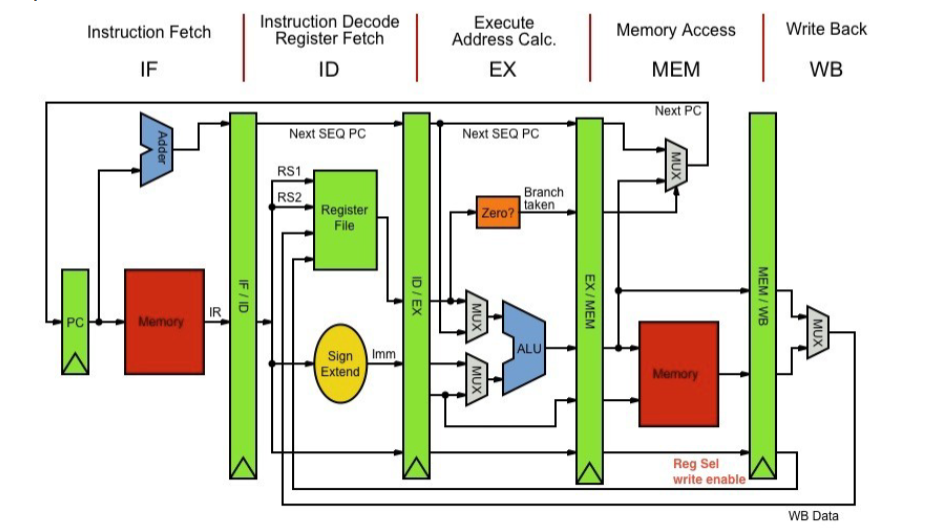 Instruction Fetch
Instruction Decode
Register Fetch
Execute
Address Calc.
Memory Access
Write Back
IF
ID
EX
MEM
WB
Next PC
Adder
Next SEQ PC
Next SEQ PC
MUX
RS1
RS2
Register
File
Zero?
Branch
taken
PC
Memory
IR
IF / ID
ID / EX
EX / MEM
MEM / WB
MUX
ALU
MUX
MUX
Sign
Extend
Imm
Memory
Reg Sel
write enable
WB Data